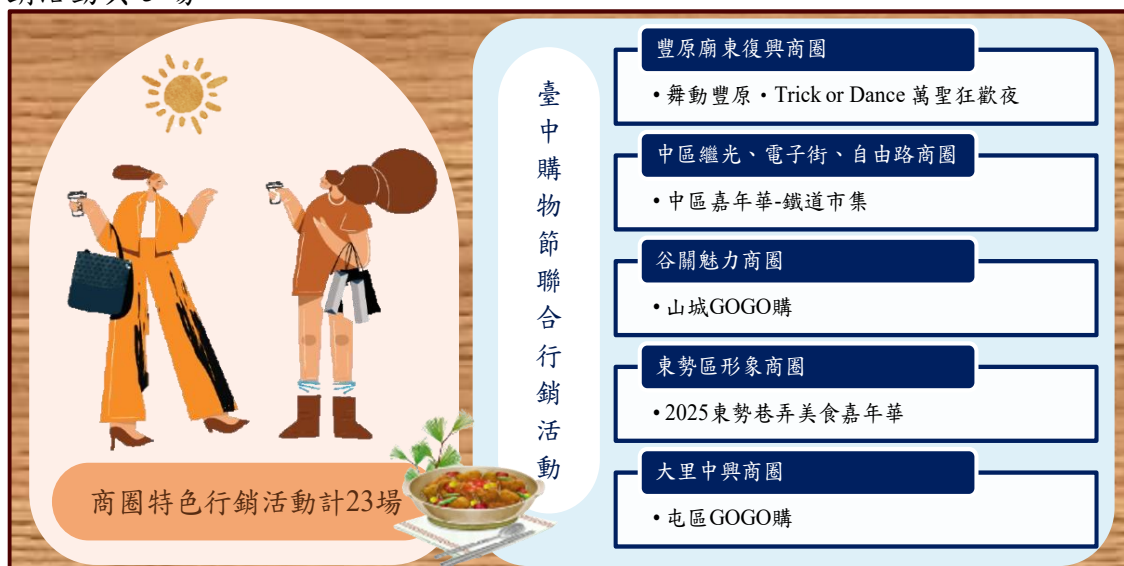 商圈特色行銷活動計23場
臺中購物節聯合行銷活動
豐原廟東復興商圈
•舞動豐原・Trick or Dance 萬聖狂歡夜
中區繼光、電子街、自由路商圈
•中區嘉年華-鐵道市集
谷關魅力商圈
•山城GOGO購
東勢區形象商圈
•2025東勢巷弄美食嘉年華
大里中興商圈
•屯區GOGO購